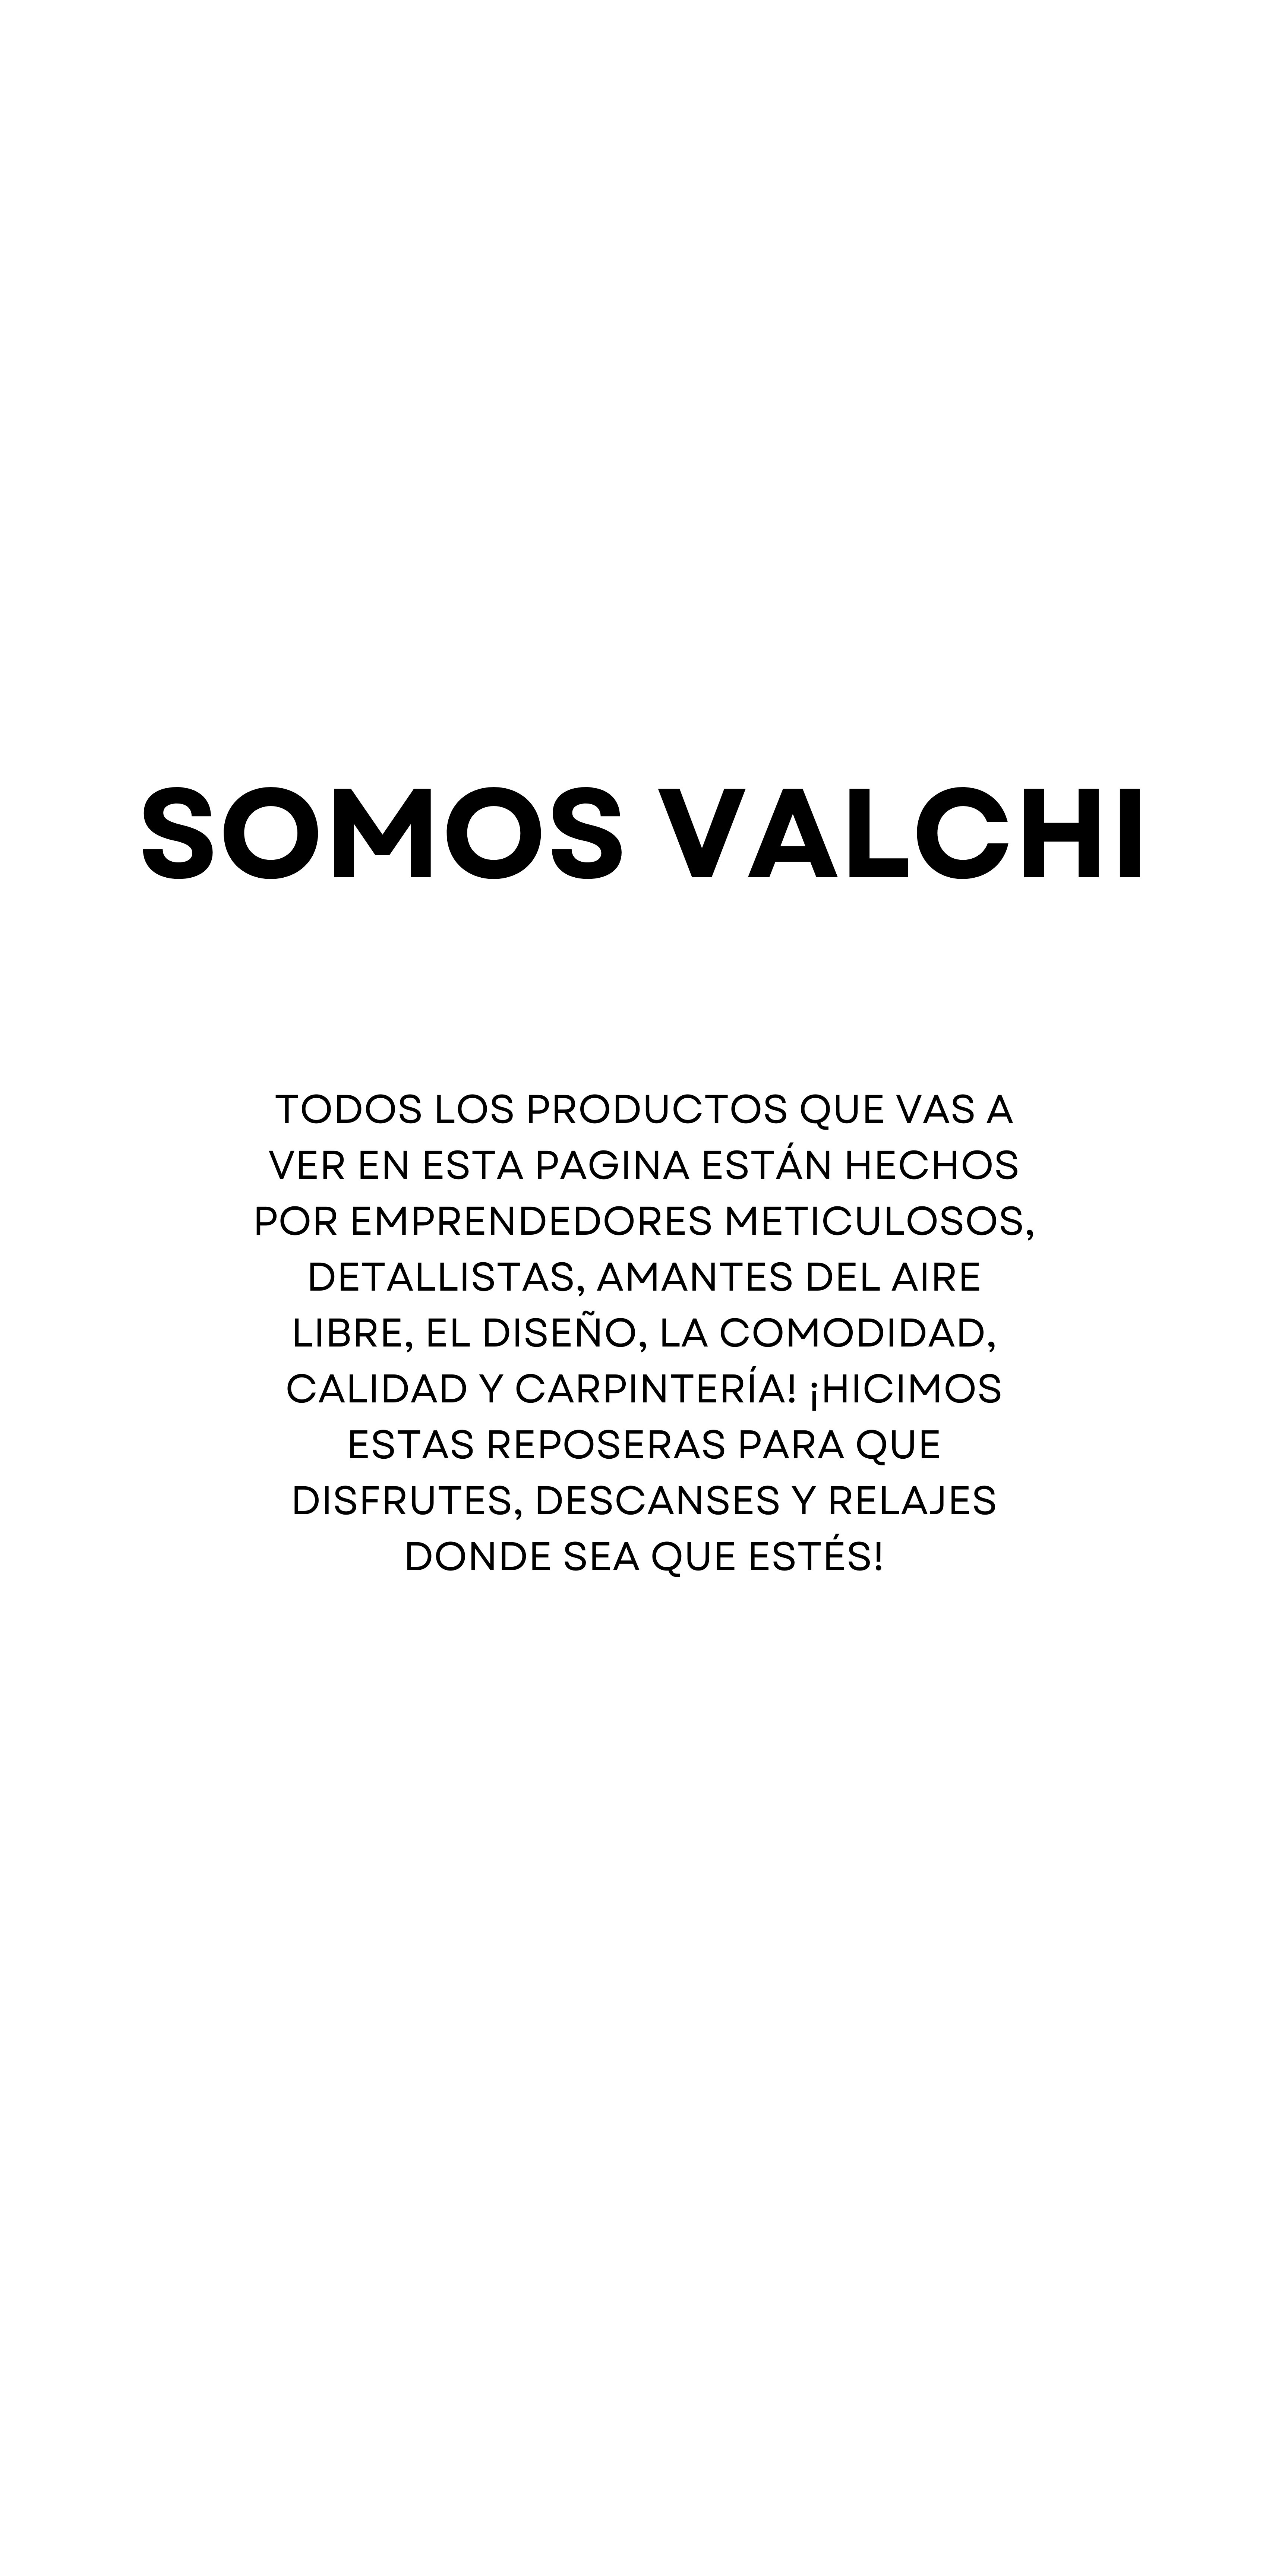 SOMOS VALCHI
TODOS LOS PRODUCTOS QUE VAS A
VER EN ESTA PAGINA ESTÁN HECHOS
POR EMPRENDEDORES METICULOSOS,
DETALLISTAS, AMANTES DEL AIRE
LIBRE, EL DISEÑO, LA COMODIDAD,
CALIDAD Y CARPINTERÍA! ¡HICIMOS
ESTAS REPOSERAS PARA QUE
DISFRUTES, DESCANSES Y RELAJES
DONDE SEA QUE ESTÉS!